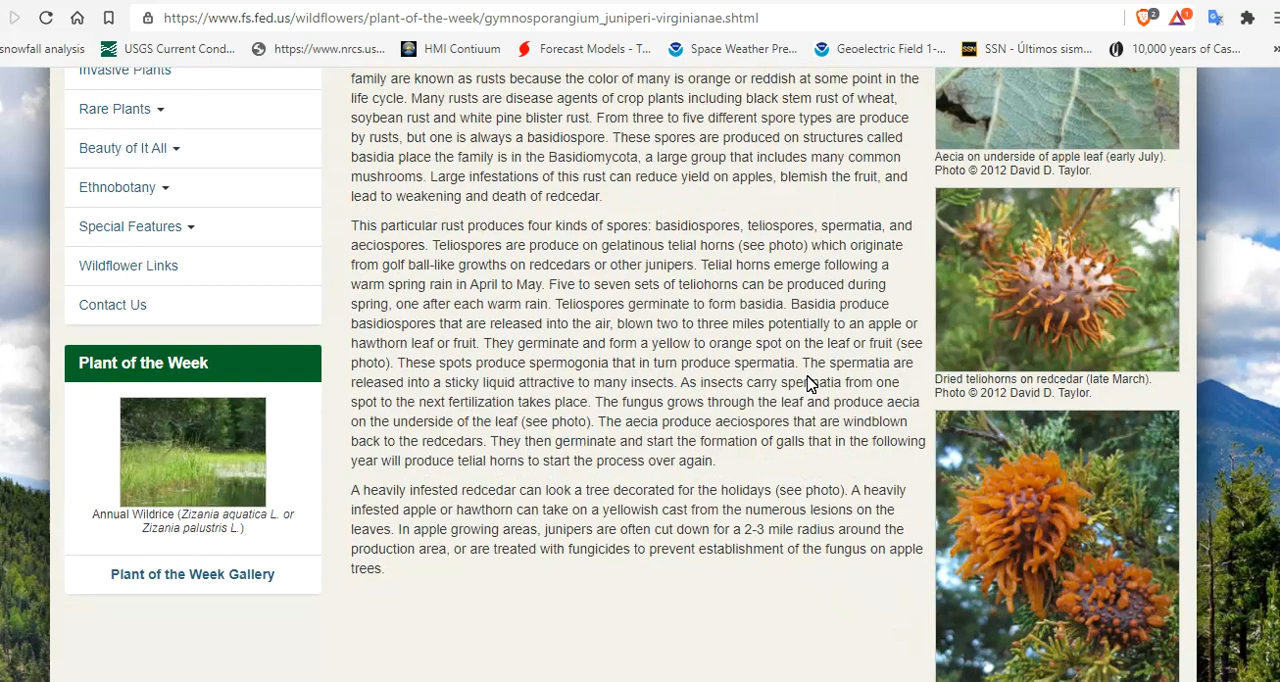 https://www.fs.fed.us/wildflowers/plant-of-the-week/gymnosporangium_juniperi-virginianae.shtml
2
1
snowfall analysis
USGS Current Cond...
https://www.nrcs.us...
HMI Contiuum
Forecast Models - T...
Space Weather Pre...
Geoelectric Field 1-...
SSN
SSN - Últimos sism...
10,000 years of Cas...
»
Invasive Plants
Rare Plants
Beauty of It All
Ethnobotany
Special Features
Wildflower Links
Contact Us
Plant of the Week
Annual Wildrice (Zizania aquatica L. or
Zizania palustris L.)
Plant of the Week Gallery
family are known as rusts because the color of many is orange or reddish at some point in the
life cycle. Many rusts are disease agents of crop plants including black stem rust of wheat,
soybean rust and white pine blister rust. From three to five different spore types are produce
by rusts, but one is always a basidiospore. These spores are produced on structures called
basidia place the family is in the Basidiomycota, a large group that includes many common
mushrooms. Large infestations of this rust can reduce yield on apples, blemish the fruit, and
lead to weakening and death of redcedar.
This particular rust produces four kinds of spores: basidiospores, teliospores, spermatia, and
aeciospores. Teliospores are produce on gelatinous telial horns (see photo) which originate
from golf ball-like growths on redcedars or other junipers. Telial horns emerge following a
warm spring rain in April to May. Five to seven sets of teliohorns can be produced during
spring, one after each warm rain. Teliospores germinate to form basidia. Basidia produce
basidiospores that are released into the air, blown two to three miles potentially to an apple or
hawthorn leaf or fruit. They germinate and form a yellow to orange spot on the leaf or fruit (see
photo). These spots produce spermogonia that in turn produce spermatia. The spermatia are
released into a sticky liquid attractive to many insects. As insects carry spermatia from one
spot to the next fertilization takes place. The fungus grows through the leaf and produce aecia
on the underside of the leaf (see photo). The aecia produce aeciospores that are windblown
back to the redcedars. They then germinate and start the formation of galls that in the following
year will produce telial horns to start the process over again.
A heavily infested redcedar can look a tree decorated for the holidays (see photo). A heavily
infested apple or hawthorn can take on a yellowish cast from the numerous lesions on the
leaves. In apple growing areas, junipers are often cut down for a 2-3 mile radius around the
production area, or are treated with fungicides to prevent establishment of the fungus on apple
trees.
Aecia on underside of apple leaf (early July).
Photo © 2012 David D. Taylor.
Dried teliohorns on redcedar (late March).
Photo © 2012 David D. Taylor.